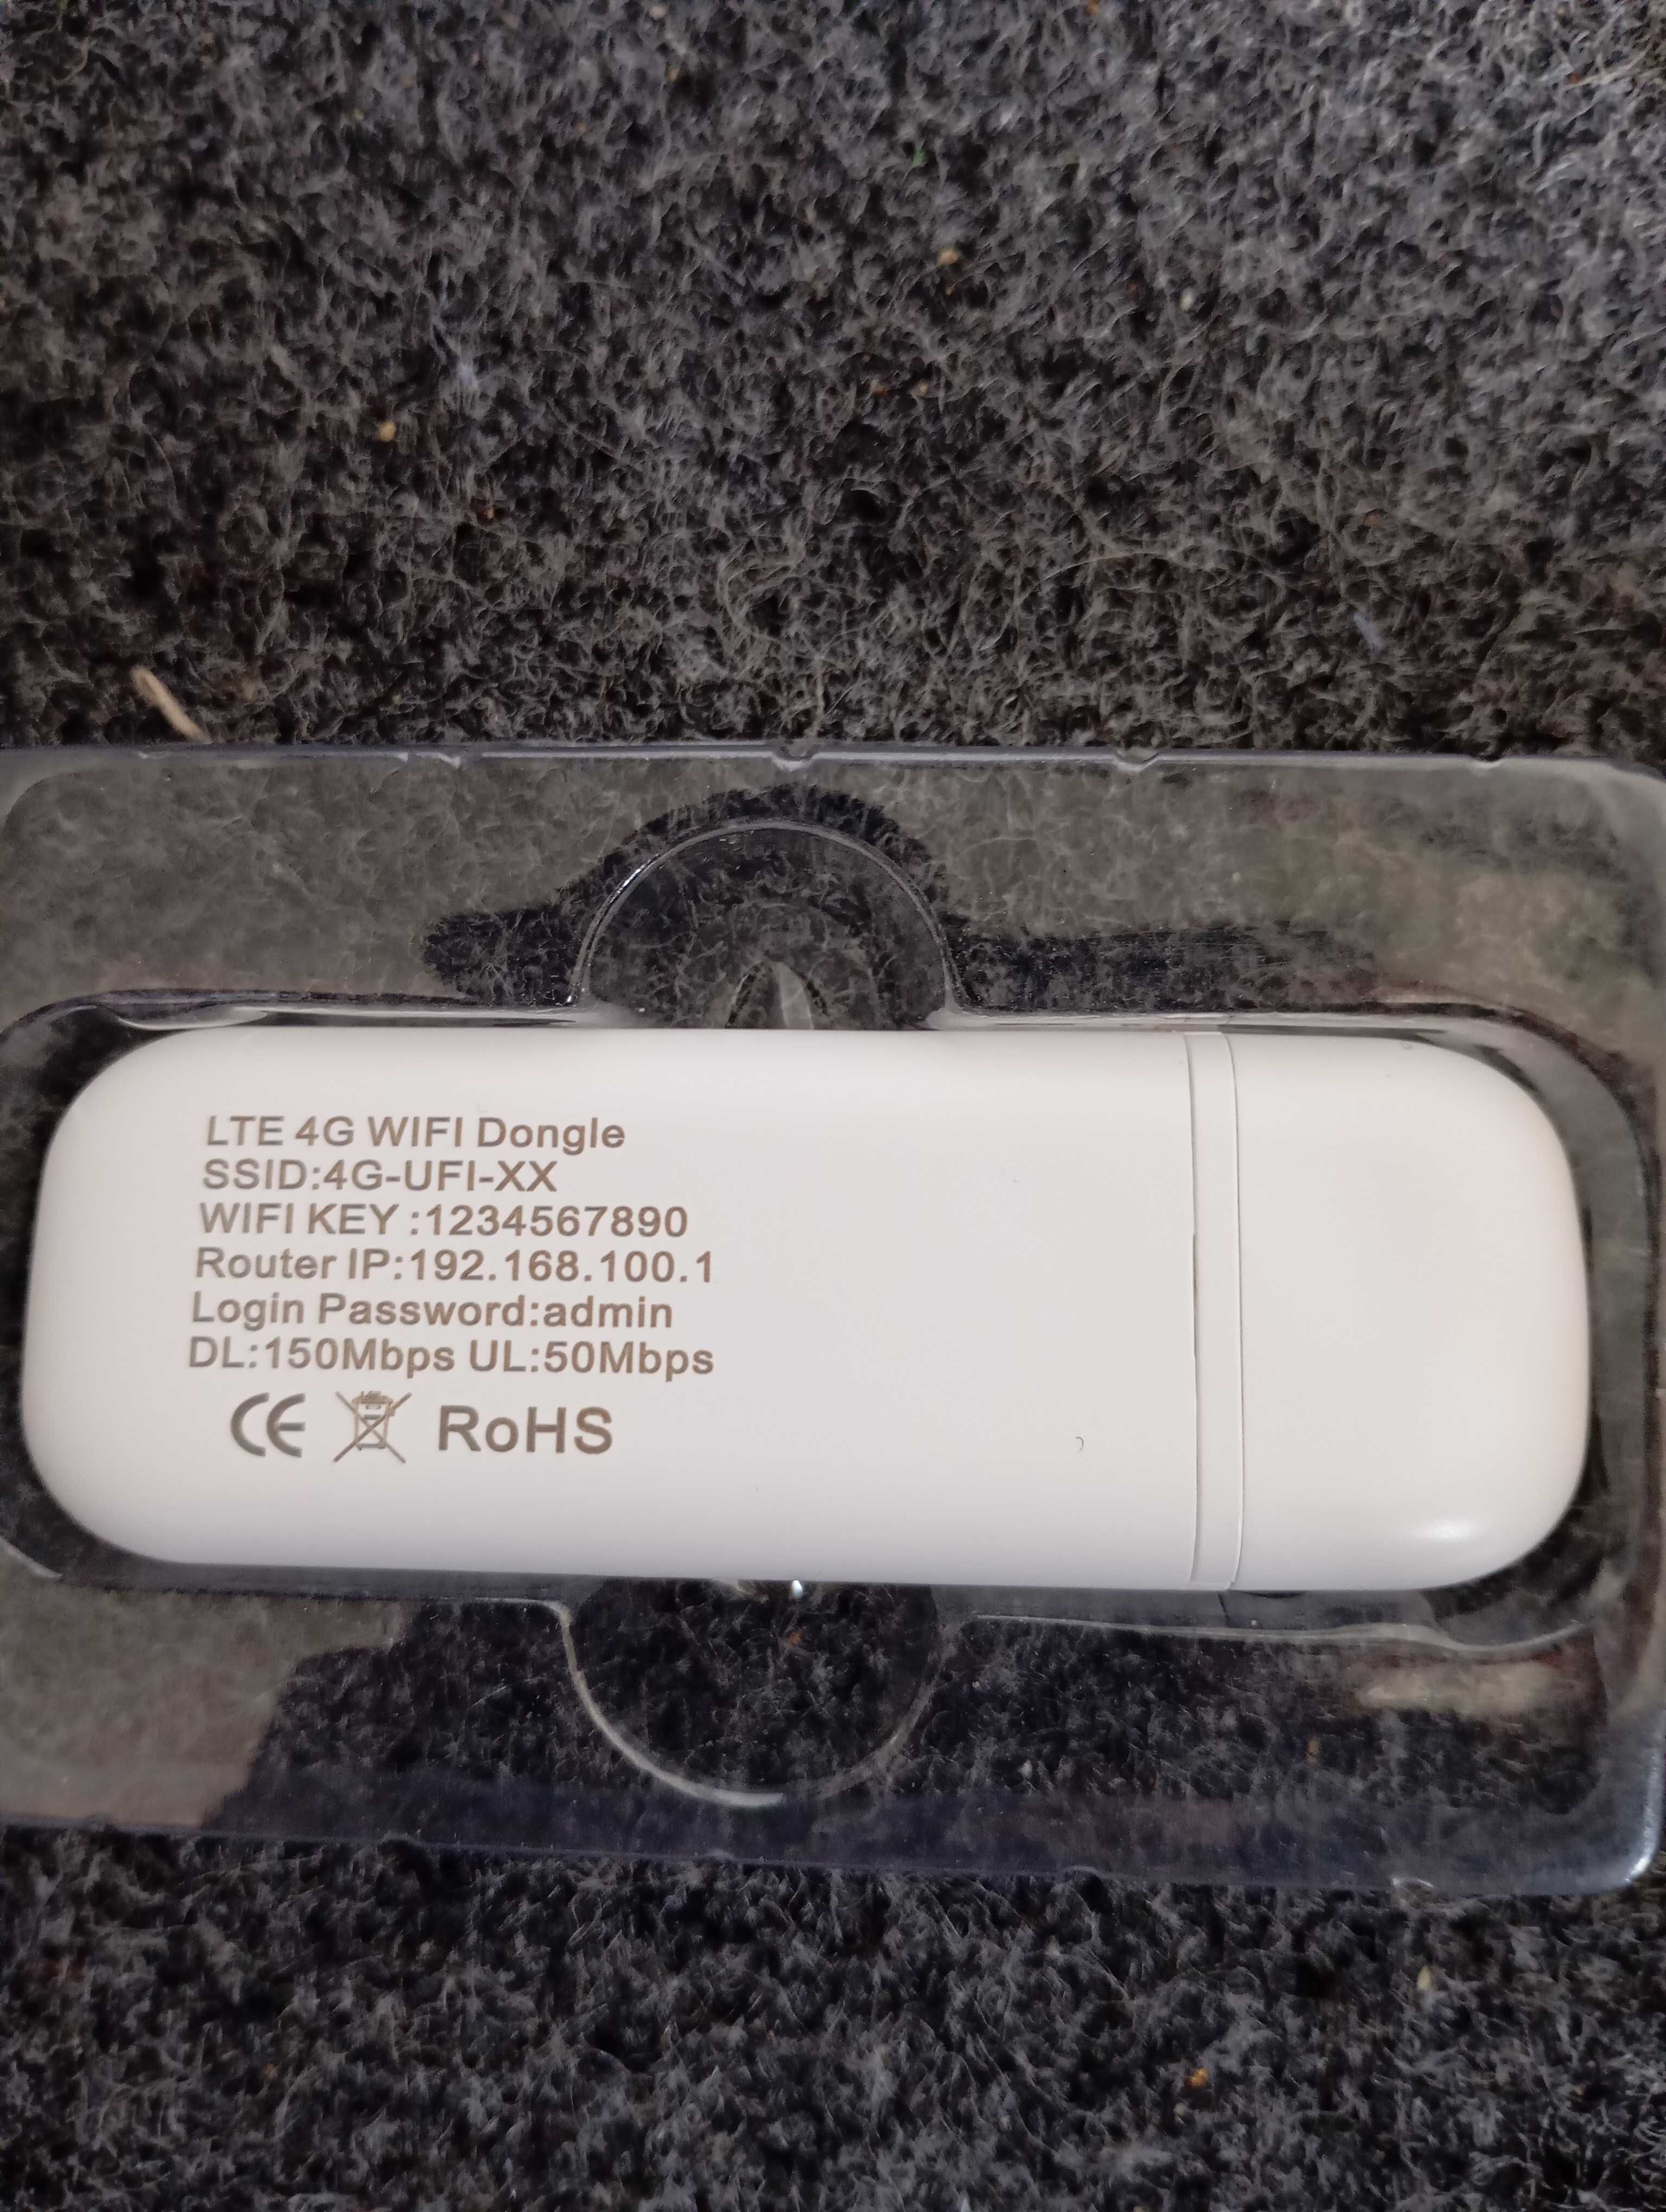 LTE 4G WIFI Dongle
SSID:4G-UFI-XX
WIFI KEY :1234567890
Router IP:192.168.100.1
Login Password:admin
DL:150Mbps UL:50Mbps
CE RoHS